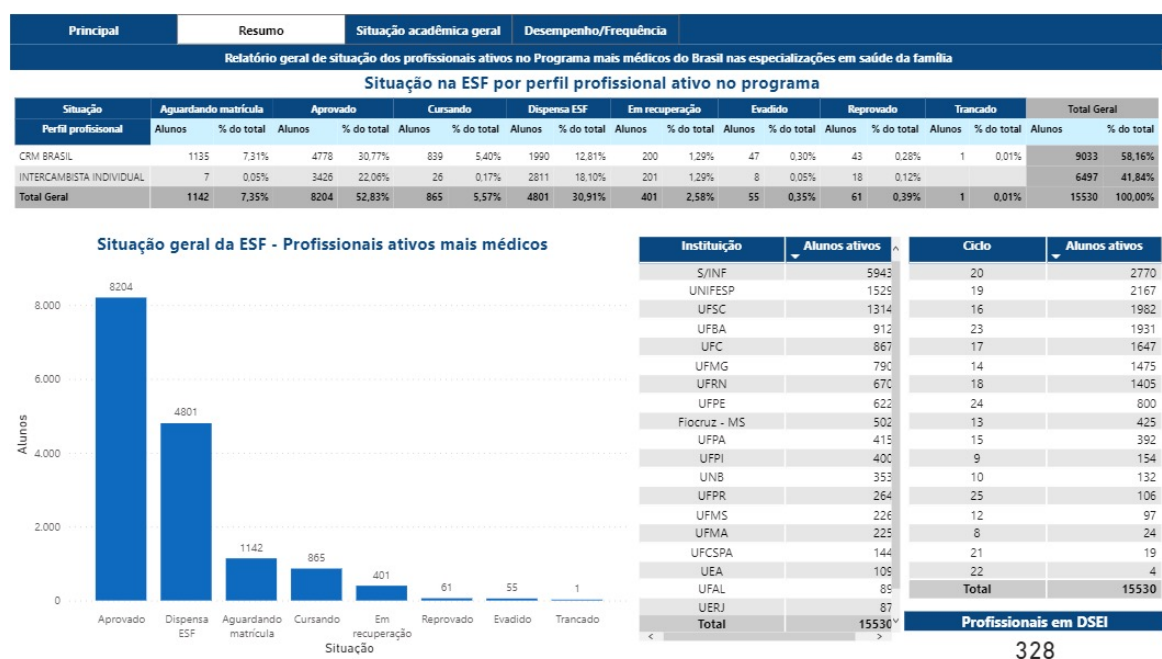 Principal Resumo Situação acadêmica geral Desempenho/Frequência
Relatório geral de situação dos profissionais ativos no Programa mais médicos do Brasil nas especializações em saúde da família
Situação na ESF por perfil profissional ativo no programa
Situação Aguardando matrícula Aprovado Cursando Dispensa ESF Em recuperação Evadido Reprovado Trancado Total Geral
Perfil profisisonal Alunos % do total Alunos % do total Alunos % do total Alunos % do total Alunos % do total Alunos % do total Alunos % do total Alunos % do total Alunos % do total
CRM BRASIL 1135 7,31% 4778 30,77% 839 5,40% 1990 12,81% 200 1,29% 47 0,30% 43 0,28% 1 0,01% 9033 58,16%
INTERCAMBISTA INDIVIDUAL 7 0,05% 3426 22,06% 26 0,17% 2811 18,10% 201 1,29% 8 0,05% 18 0,12% 6497 41,84%
Total Geral 1142 7,35% 8204 52,83% 865 5,57% 4801 30,91% 401 2,58% 55 0,35% 61 0,39% 1 0,01% 15530 100,00%
Situação geral da ESF - Profissionais ativos mais médicos
8204
8.000
6.000
4801
Alunos
4.000
2.000
1142
865
401
61
55
1
0
Aprovado Dispensa Aguardando Cursando Em Reprovado Evadido Trancado
ESF matrícula recuperação
Situação
Instituição Alunos ativos
S/INF 5943
UNIFESP 1529
UFSC 1314
UFBA 912
UFC 867
UFMG 790
UFRN 670
UFPE 622
Fiocruz - MS 502
UFPA 415
UFPI 400
UNB 353
UFPR 264
UFMS 226
UFMA 225
UFCSPA 144
UEA 109
UFAL 89
UERJ 87
Total 15530
Ciclo Alunos ativos
20 2770
19 2167
16 1982
23 1931
17 1647
14 1475
18 1405
24 800
13 425
15 392
9 154
10 132
25 106
12 97
8 24
21 19
22 4
Total 15530
Profissionais em DSEI
328